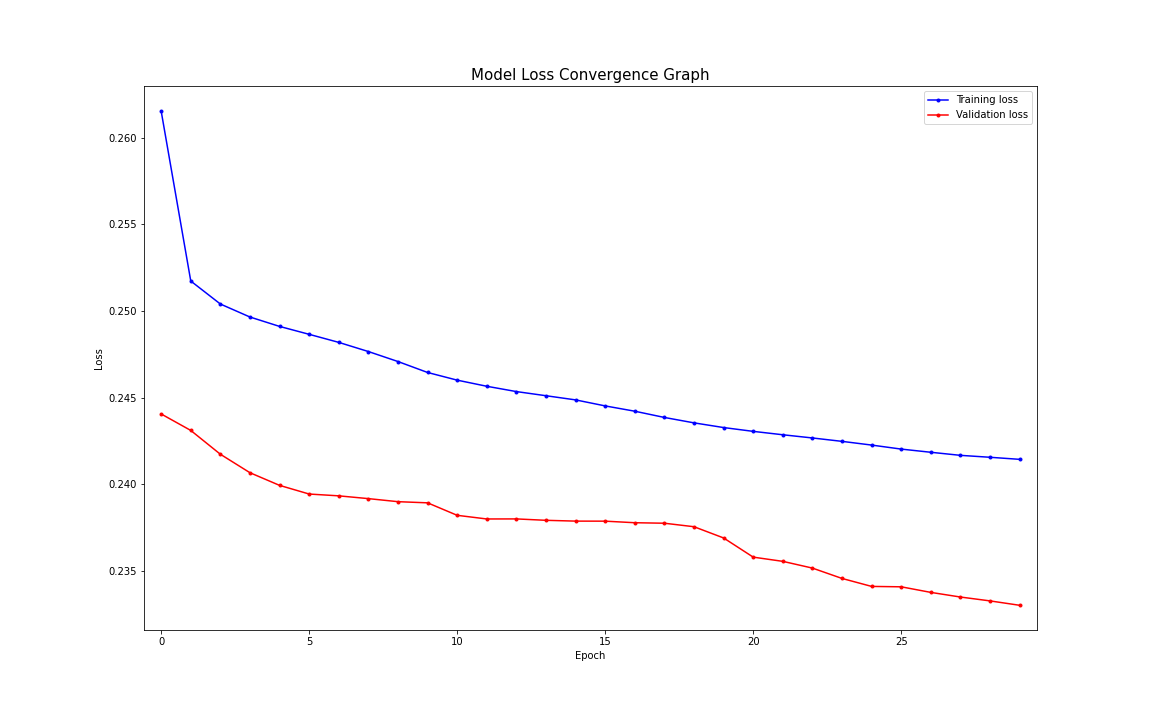 Model Loss Convergence Graph
Training loss
Validation loss
0.260
0.255
0.250
0.245
0.240
0.235
Loss
0 5 10 15 20 25
Epoch